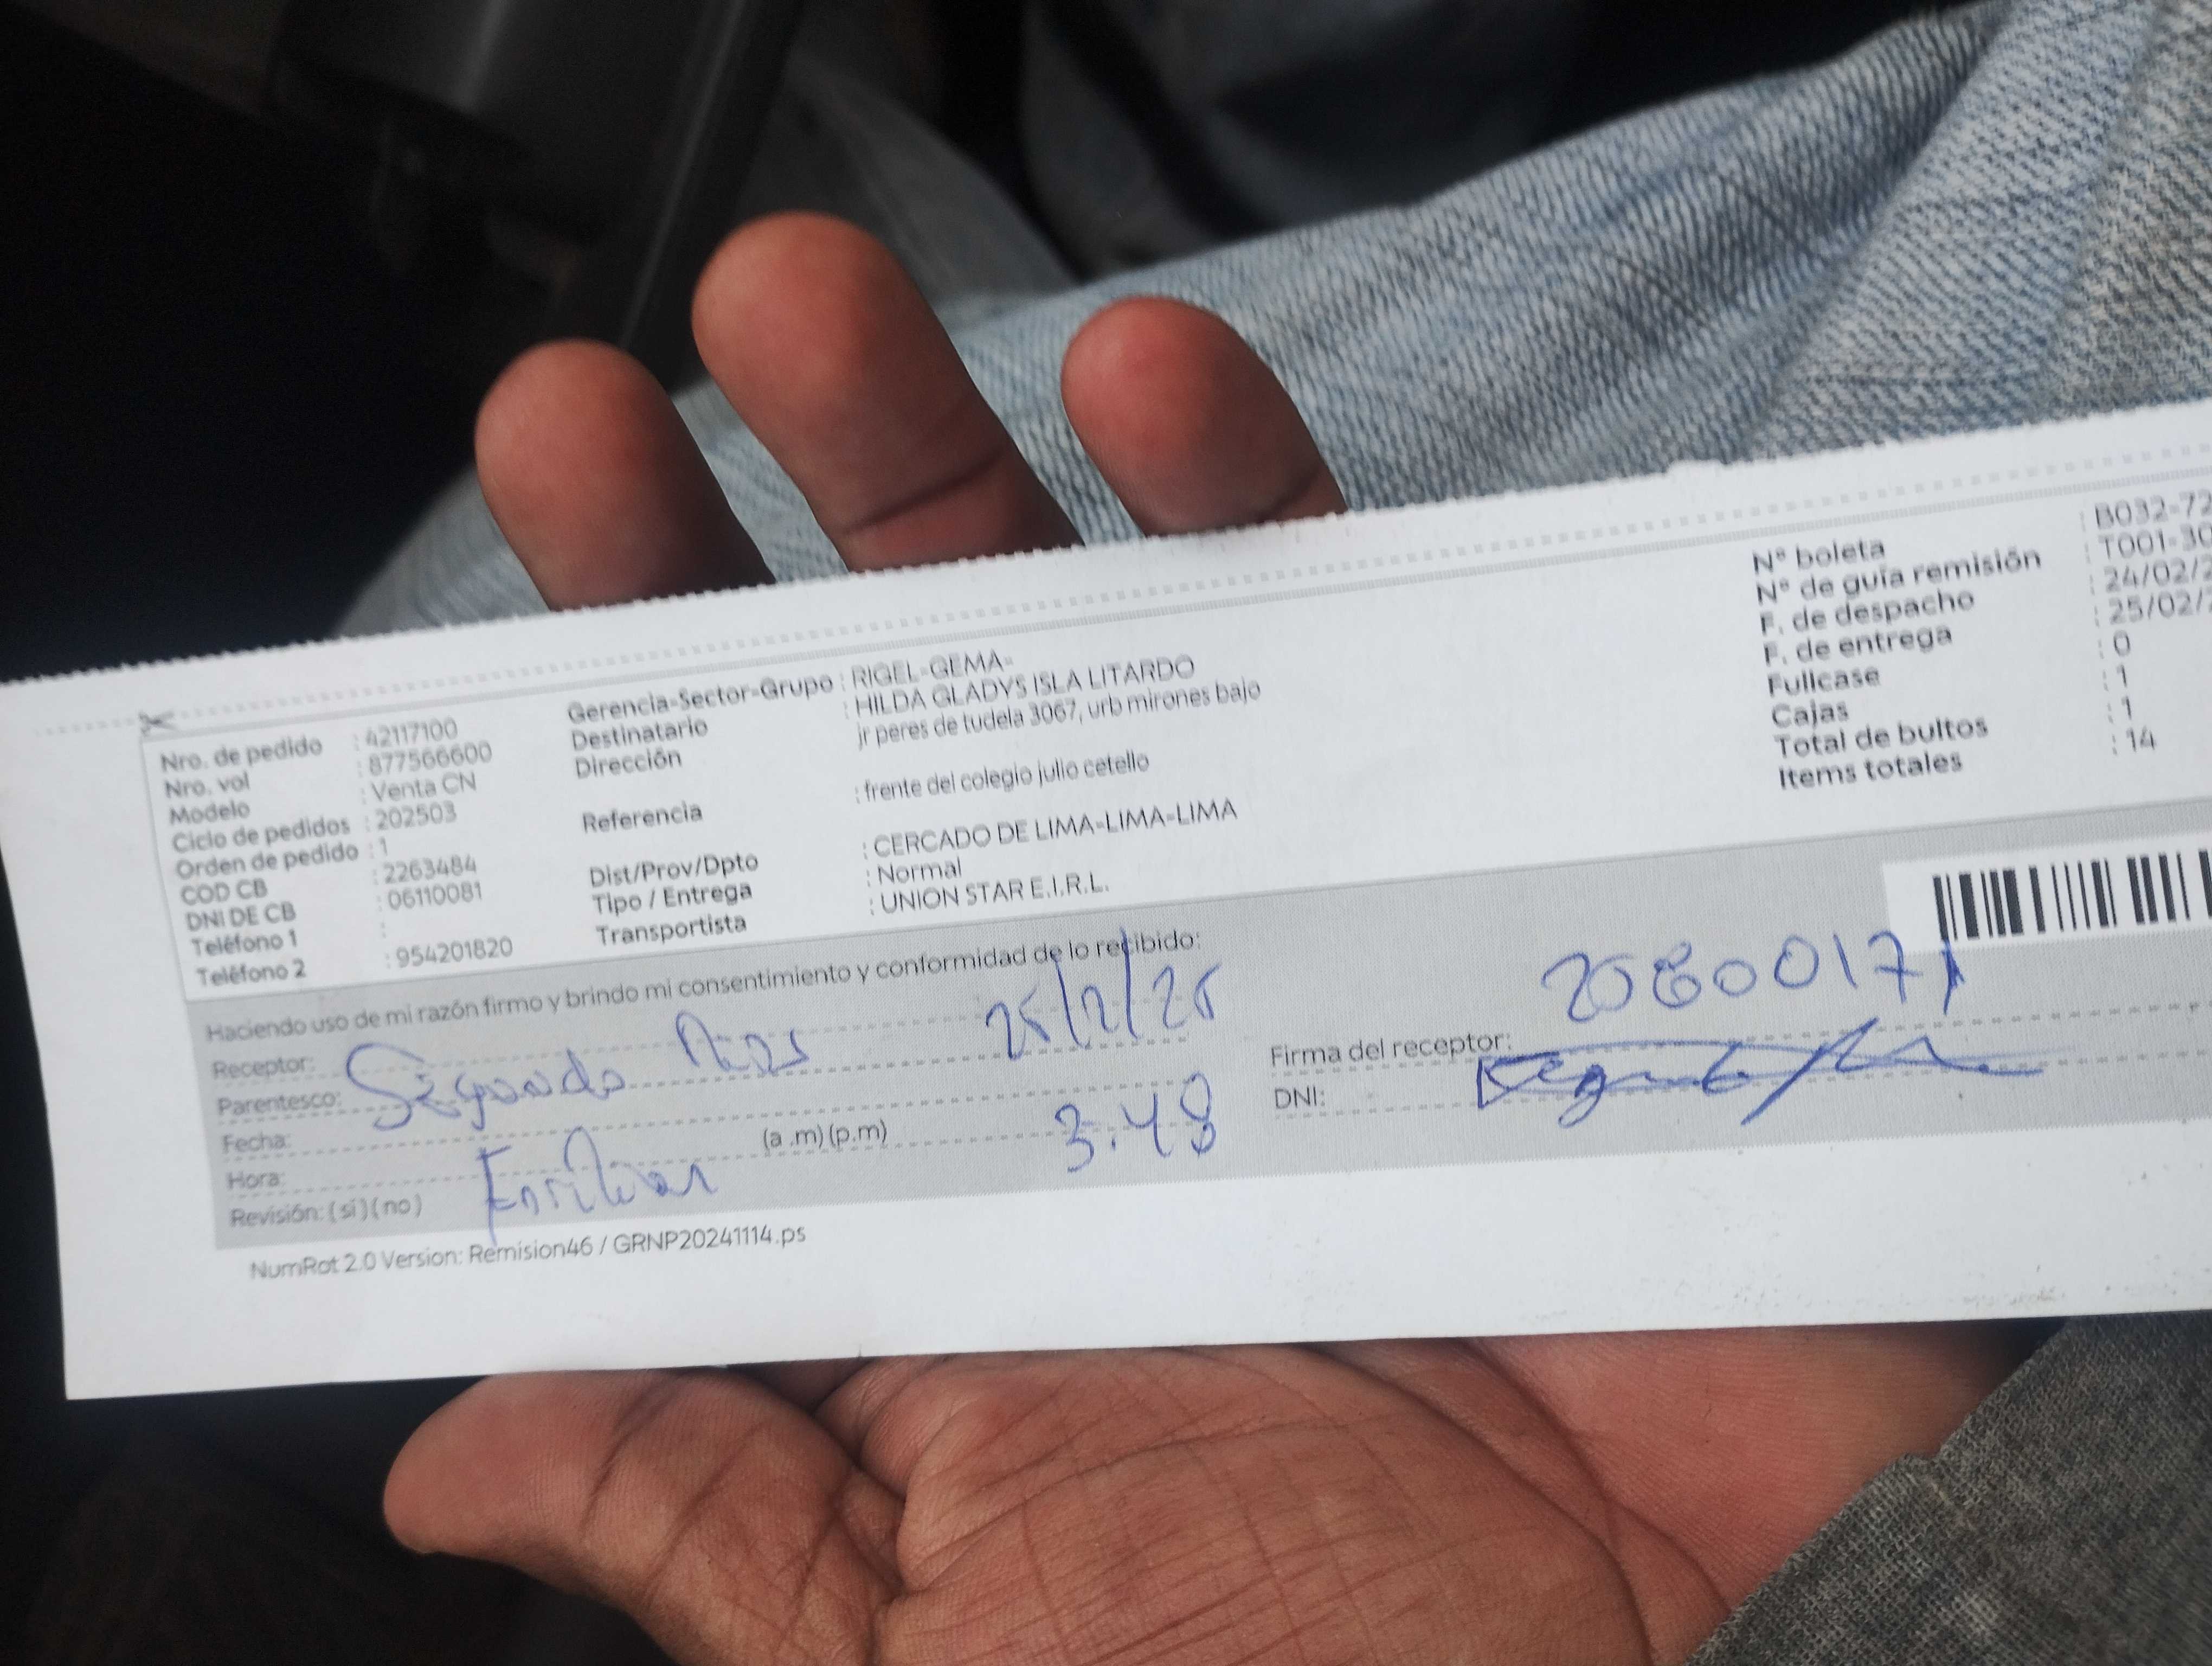 Nro. de pedido : 42117100
Nro. vol : 877566600
Modelo : Venta CN
Ciclo de pedidos : 202503
Orden de pedido : 1
COD CB : 2263484
DNI DE CB : 06110081
Teléfono 1 :
Teléfono 2 : 954201820
Gerencia-Sector-Grupo : RIGEL-GEMA-
Destinatario : HILDA GLADYS ISLA LITARDO
Dirección jr peres de tudela 3067, urb mirones bajo
Referencia : frente del colegio julio cetello
Dist/Prov/Dpto : CERCADO DE LIMA-LIMA-LIMA
Tipo / Entrega : Normal
Transportista : UNION STAR E.I.R.L.
N° boleta : B032-72
N° de guía remisión : T001-30
F. de despacho : 24/02/2
F. de entrega : 25/02/2
Fullcase : 0
Cajas : 1
Total de bultos : 1
Items totales : 14
Haciendo uso de mi razón firmo y brindo mi consentimiento y conformidad de lo recibido:
Receptor: Segundo 25/2/25
Parentesco:
Fecha:
Hora: (a .m) (p.m) 3:48
Revisión: ( si ) ( no )
Firma del receptor:
DNI:
NumRot 2.0 Version: Remision46 / GRNP20241114.ps